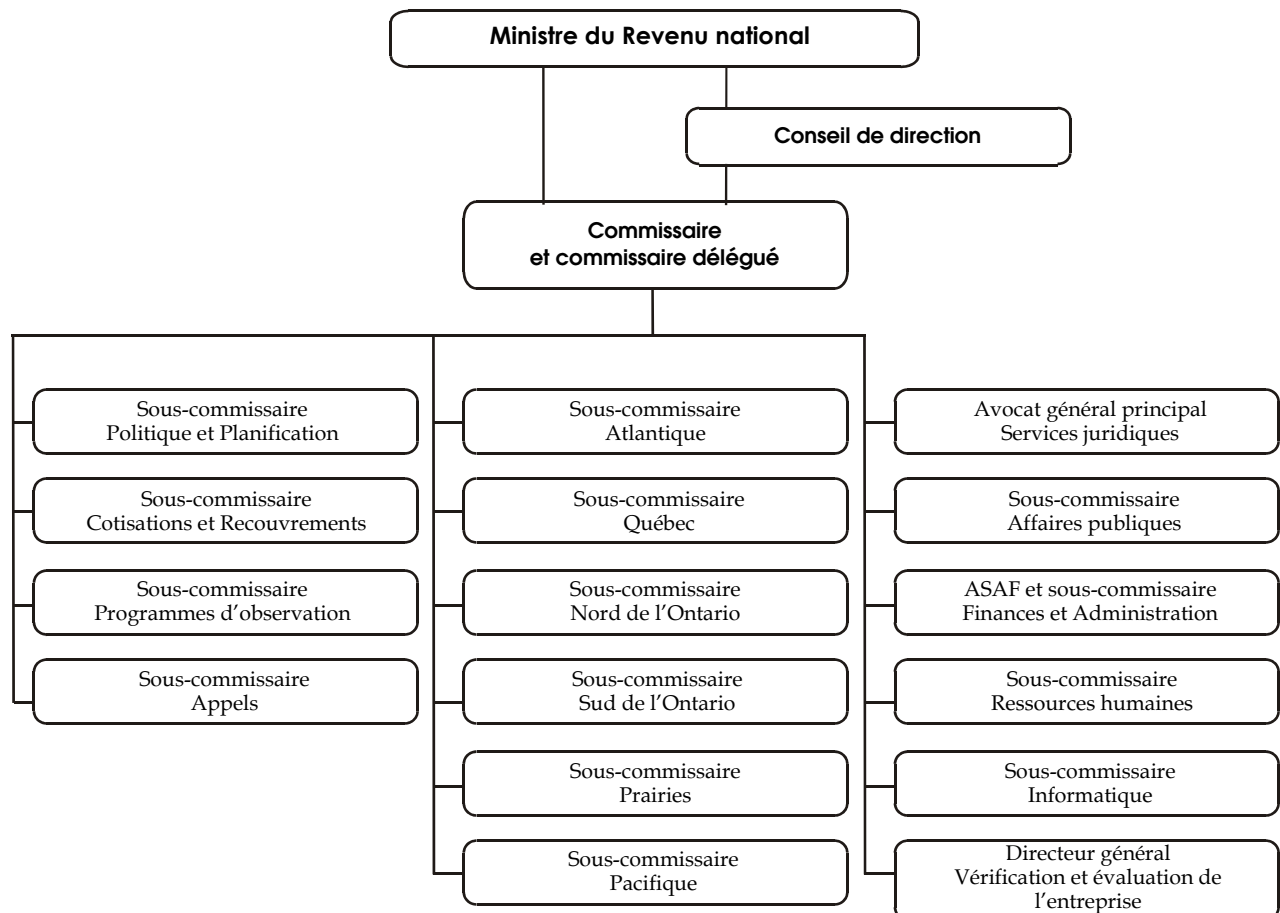 Ministre du Revenu national
Conseil de direction
Commissaire
et commissaire délégué
Sous-commissaire
Politique et Planification
Sous-commissaire
Cotisations et Recouvrements
Sous-commissaire
Programmes d'observation
Sous-commissaire
Appels
Sous-commissaire
Atlantique
Sous-commissaire
Québec
Sous-commissaire
Nord de l'Ontario
Sous-commissaire
Sud de l'Ontario
Sous-commissaire
Prairies
Sous-commissaire
Pacifique
Avocat général principal
Services juridiques
Sous-commissaire
Affaires publiques
ASAF et sous-commissaire
Finances et Administration
Sous-commissaire
Ressources humaines
Sous-commissaire
Informatique
Directeur général
Vérification et évaluation de
l'entreprise